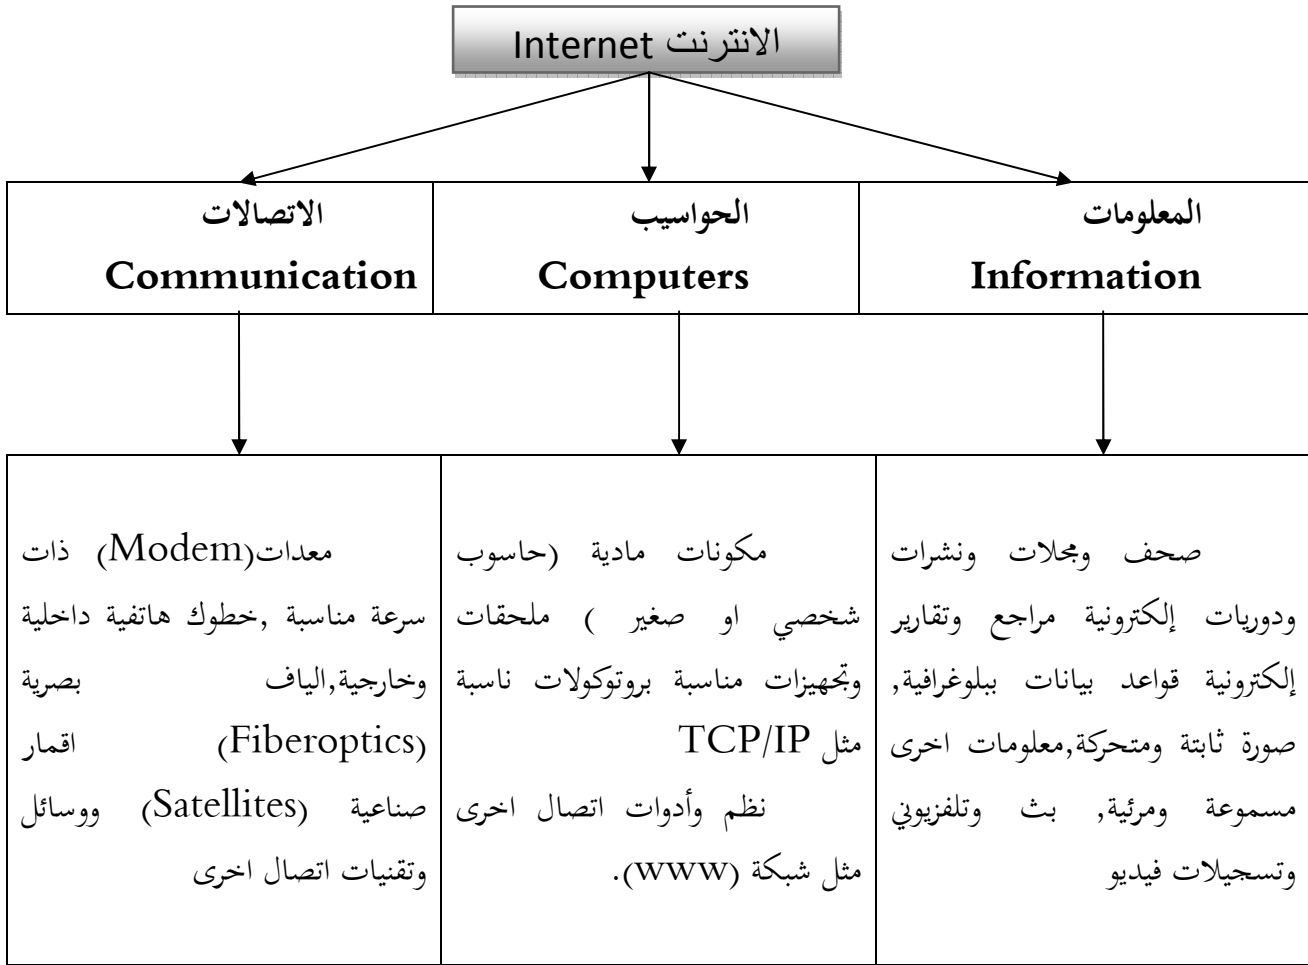 الانترنت Internet
المعلومات
Information
الحواسيب
Computers
الاتصالات
Communication
صحف ومجلات ونشرات
ودوريات إلكترونية مراجع وتقارير
إلكترونية قواعد بيانات ببلوغرافية,
صورة ثابتة ومتحركة,معلومات اخرى
مسموعة ومرئية, بث وتلفزيوني
وتسجيلات فيديو
مكونات مادية (حاسوب
شخصي او صغير ) ملحقات
وتجهيزات مناسبة بروتوكولات ناسبة
مثل TCP/IP
نظم وأدوات اتصال اخرى
مثل شبكة (WWW).
معدات(Modem) ذات
سرعة مناسبة ,خطوك هاتفية داخلية
وخارجية,الياف بصرية
(Fiberoptics) اقمار
صناعية (Satellites) ووسائل
وتقنيات اتصال اخرى